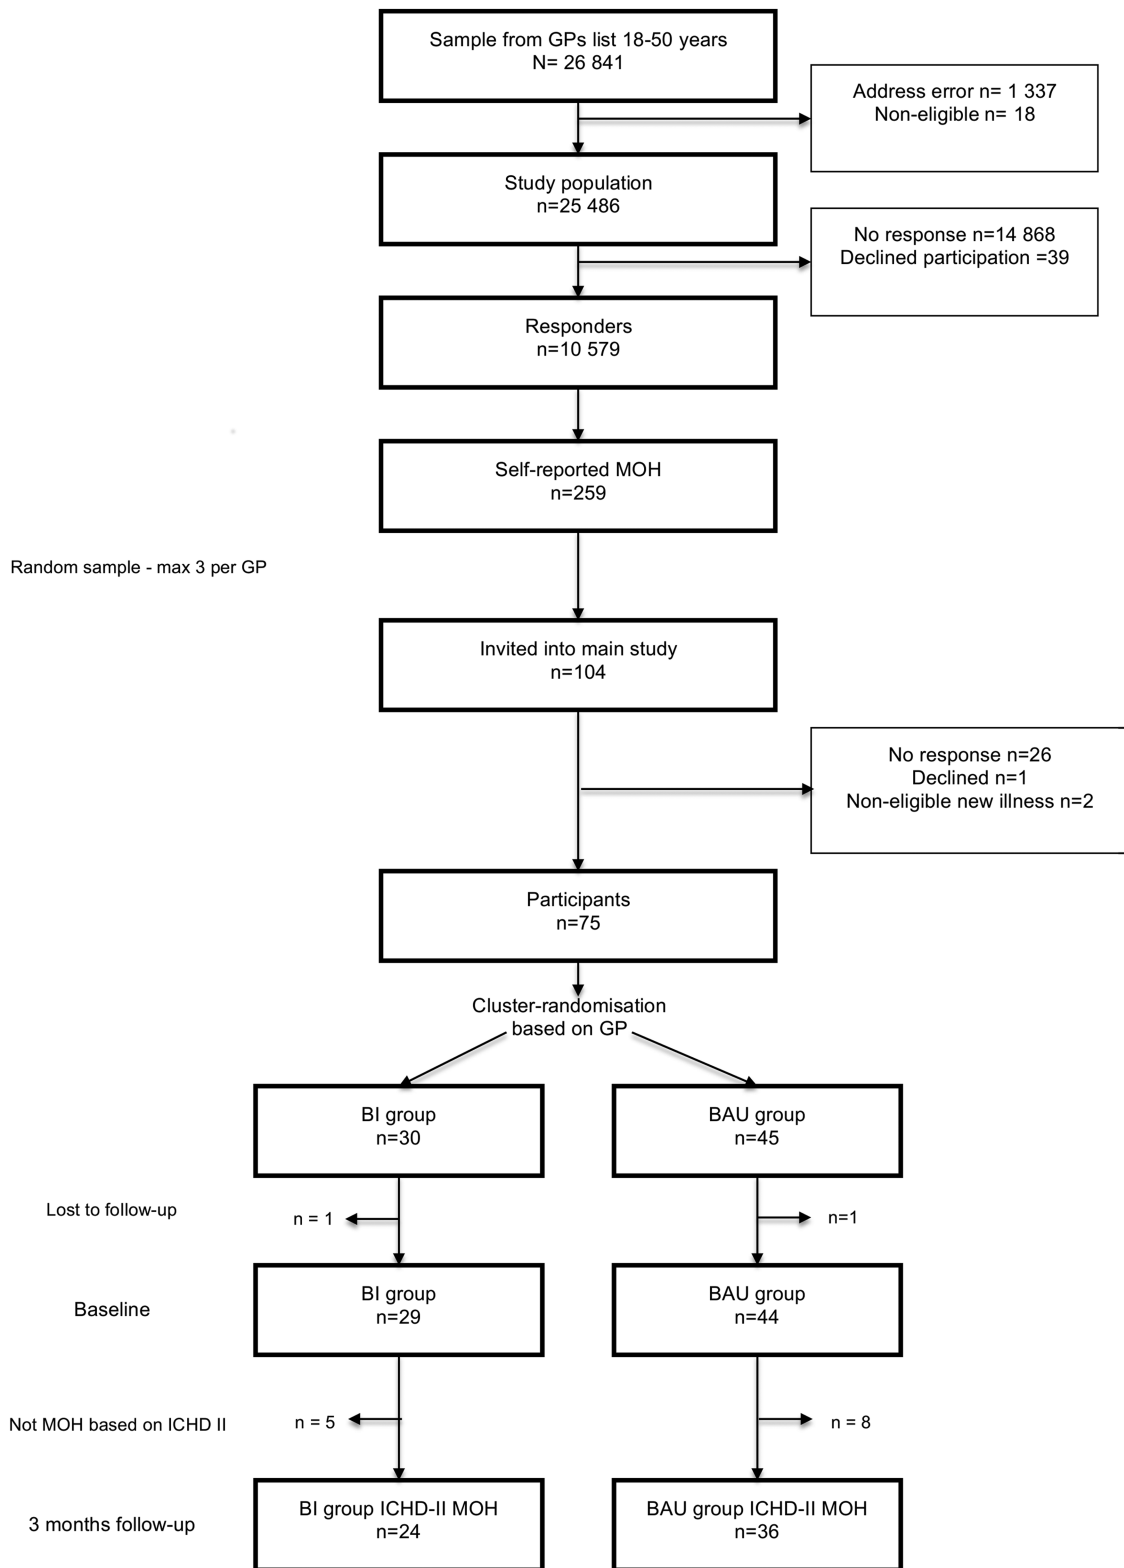 Sample from GPs list 18-50 years
N= 26 841
Address error n= 1 337
Non-eligible n= 18
Study population
n=25 486
No response n=14 868
Declined participation =39
Responders
n=10 579
Self-reported MOH
n=259
Random sample - max 3 per GP
Invited into main study
n=104
No response n=26
Declined n=1
Non-eligible new illness n=2
Participants
n=75
Cluster-randomisation
based on GP
BI group
n=30
BAU group
n=45
Lost to follow-up
n = 1
n=1
Baseline
BI group
n=29
BAU group
n=44
Not MOH based on ICHD II
n = 5
n = 8
3 months follow-up
BI group ICHD-II MOH
n=24
BAU group ICHD-II MOH
n=36